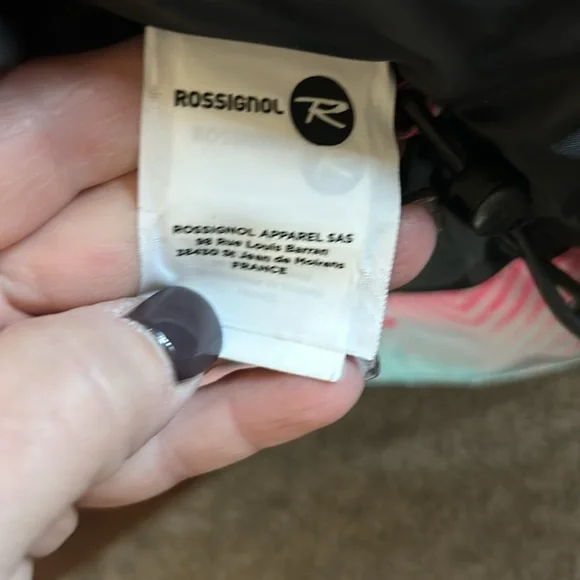 ROSSIGNOL R
ROSSIGNOL APPAREL SAS
98 Rue Louis Barran
38430 St Jean de Moirans
FRANCE